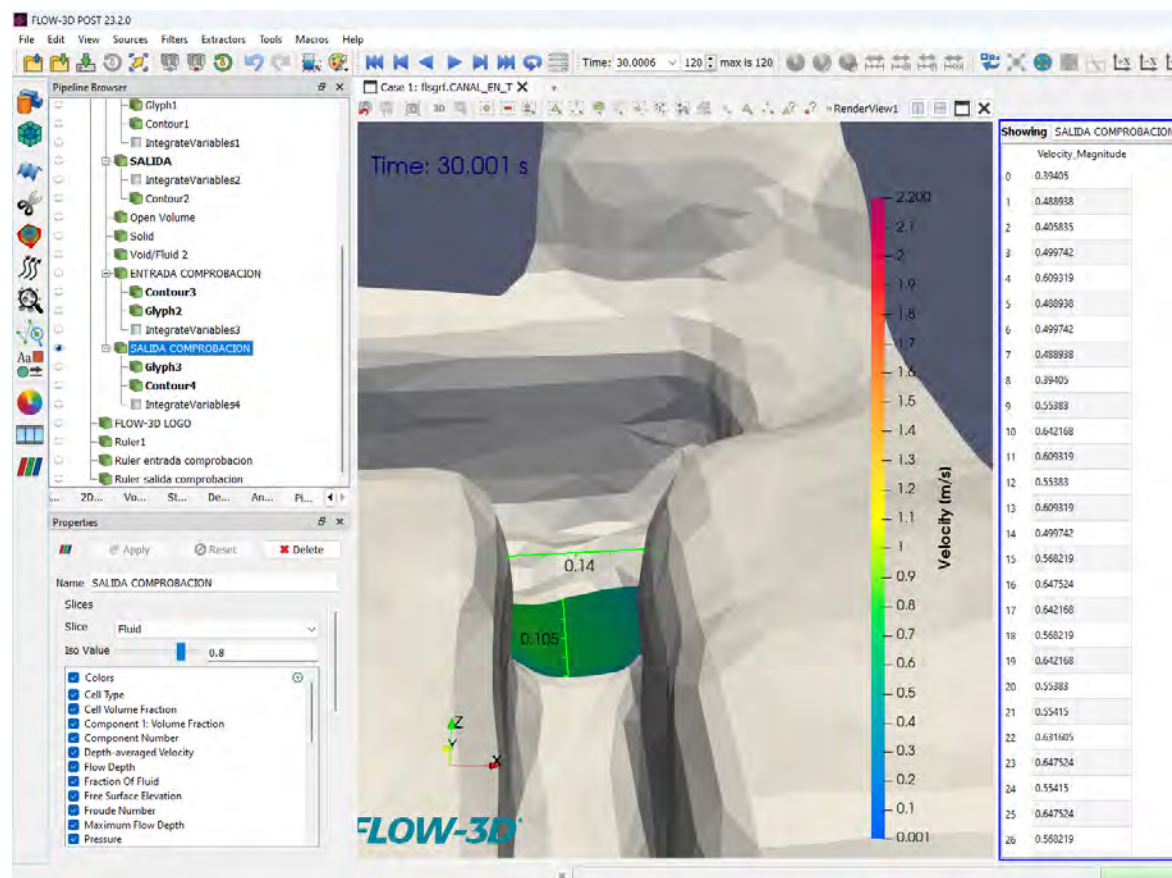 FLOW-3D POST 23.2.0
File Edit View Sources Filters Extractors Tools Macros Help
Time: 30.0006 120 max is 120
Pipeline Browser
Case 1: flsgrf.CANAL_EN_T
3D
RenderView1
Glyph1
Contour1
IntegrateVariables1
SALIDA
IntegrateVariables2
Contour2
Open Volume
Solid
Void/Fluid 2
ENTRADA COMPROBACION
Contour3
Glyph2
IntegrateVariables3
SALIDA COMPROBACION
Glyph3
Contour4
IntegrateVariables4
FLOW-3D LOGO
Ruler1
Ruler entrada comprobacion
Ruler salida comprobacion
... 2D... Vo... St... De... An... Pi...
Properties
Apply Reset Delete
Name SALIDA COMPROBACION
Slices
Slice Fluid
Iso Value 0.8
Colors
Cell Type
Cell Volume Fraction
Component 1: Volume Fraction
Component Number
Depth-averaged Velocity
Flow Depth
Fraction Of Fluid
Free Surface Elevation
Froude Number
Maximum Flow Depth
Pressure
Aa
Time: 30.001 s
0.14
0.105
Z
Y
X
FLOW-3D
2.200
2.1
2
1.9
1.8
1.7
1.6
1.5
1.4
1.3
1.2
1.1
1
0.9
0.8
0.7
0.6
0.5
0.4
0.3
0.2
0.1
0.001
Velocity (m/s)
Showing SALIDA COMPROBACION
Velocity_Magnitude
0 0.39405
1 0.488938
2 0.405835
3 0.499742
4 0.609319
5 0.488938
6 0.499742
7 0.488938
8 0.39405
9 0.55383
10 0.642168
11 0.609319
12 0.55383
13 0.609319
14 0.499742
15 0.568219
16 0.647524
17 0.642168
18 0.568219
19 0.642168
20 0.55383
21 0.55415
22 0.631605
23 0.647524
24 0.55415
25 0.647524
26 0.568219